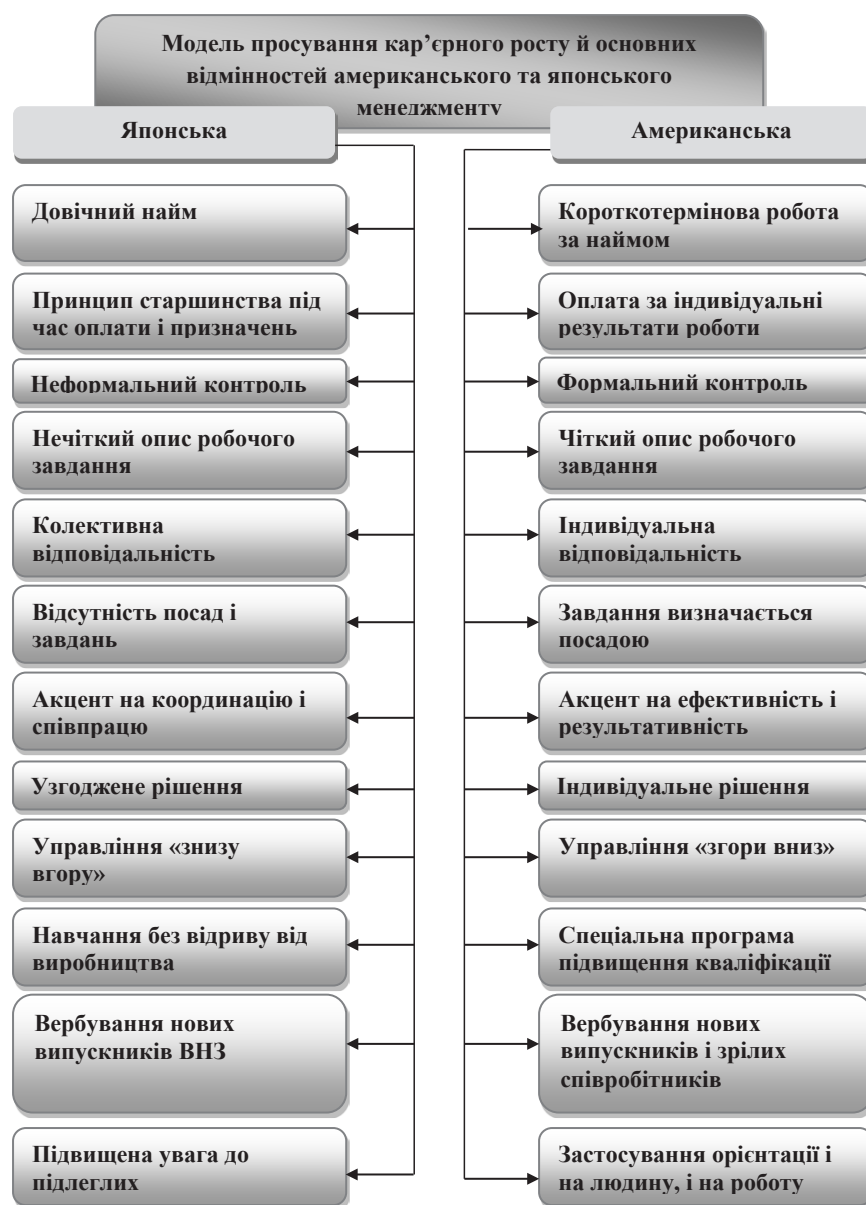 Модель просування кар’єрного росту й основних
відмінностей американського та японського
менеджменту
Японська
Американська
Довічний найм
Короткотермінова робота
за наймом
Принцип старшинства під
час оплати і призначень
Оплата за індивідуальні
результати роботи
Неформальний контроль
Формальний контроль
Нечіткий опис робочого
завдання
Чіткий опис робочого
завдання
Колективна
відповідальність
Індивідуальна
відповідальність
Відсутність посад і
завдань
Завдання визначається
посадою
Акцент на координацію і
співпрацю
Акцент на ефективність і
результативність
Узгоджене рішення
Індивідуальне рішення
Управління «знизу
вгору»
Управління «згори вниз»
Навчання без відриву від
виробництва
Спеціальна програма
підвищення кваліфікації
Вербування нових
випускників ВНЗ
Вербування нових
випускників і зрілих
співробітників
Підвищена увага до
підлеглих
Застосування орієнтації і
на людину, і на роботу